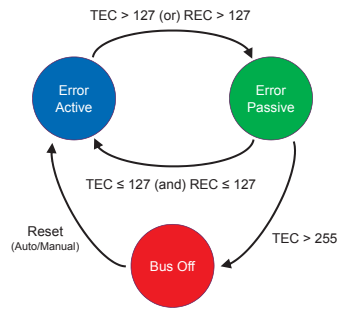 TEC > 127 (or) REC > 127
Error
Active
Error
Passive
TEC ≤ 127 (and) REC ≤ 127
Reset
(Auto/Manual)
TEC > 255
Bus Off